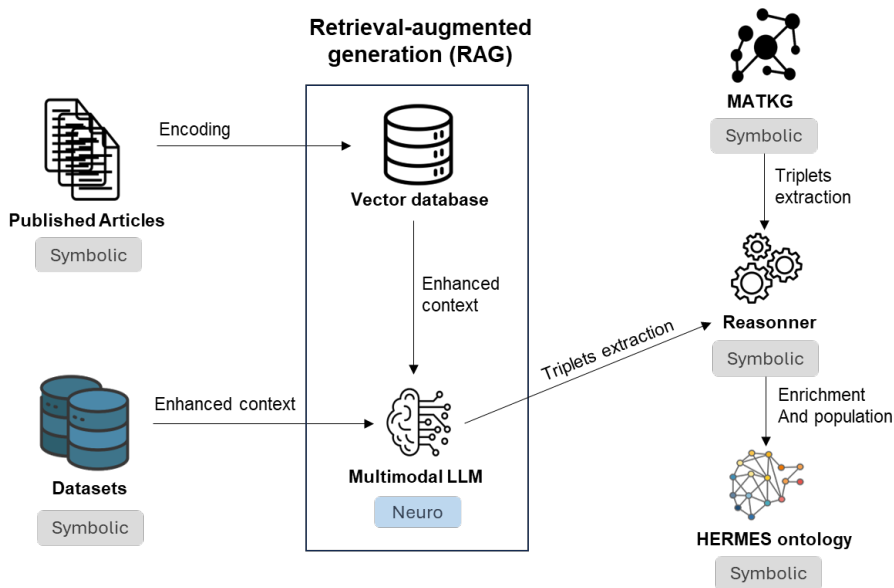 Retrieval-augmented
generation (RAG)
MATKG
Symbolic
Encoding
Published Articles
Symbolic
Vector database
Triplets
extraction
Enhanced
context
Reasonner
Symbolic
Triplets extraction
Enhanced context
Enrichment
And population
Datasets
Symbolic
Multimodal LLM
Neuro
HERMES ontology
Symbolic